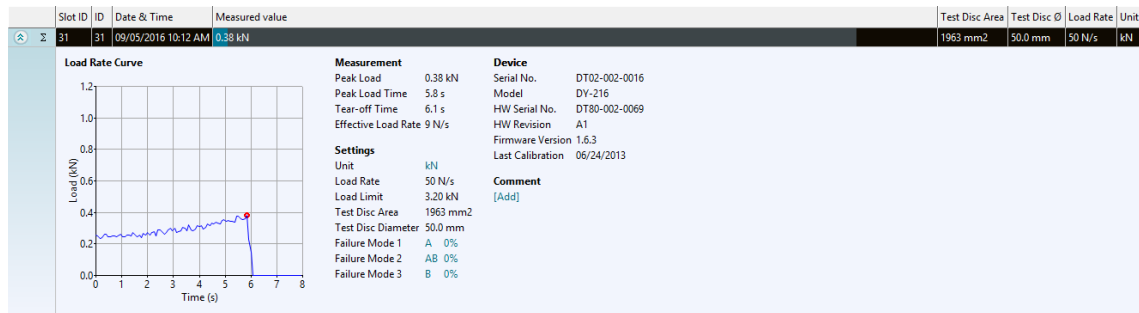 Slot ID ID Date & Time Measured value Test Disc Area Test Disc Ø Load Rate Unit
Σ 31 31 09/05/2016 10:12 AM 0.38 kN 1963 mm2 50.0 mm 50 N/s kN
Load Rate Curve
Load (kN)
1.2
1.0
0.8
0.6
0.4
0.2
0.0
0 1 2 3 4 5 6 7 8
Time (s)
Measurement
Peak Load 0.38 kN
Peak Load Time 5.8 s
Tear-off Time 6.1 s
Effective Load Rate 9 N/s
Settings
Unit kN
Load Rate 50 N/s
Load Limit 3.20 kN
Test Disc Area 1963 mm2
Test Disc Diameter 50.0 mm
Failure Mode 1 A 0%
Failure Mode 2 AB 0%
Failure Mode 3 B 0%
Device
Serial No. DT02-002-0016
Model DY-216
HW Serial No. DT80-002-0069
HW Revision A1
Firmware Version 1.6.3
Last Calibration 06/24/2013
Comment
[Add]